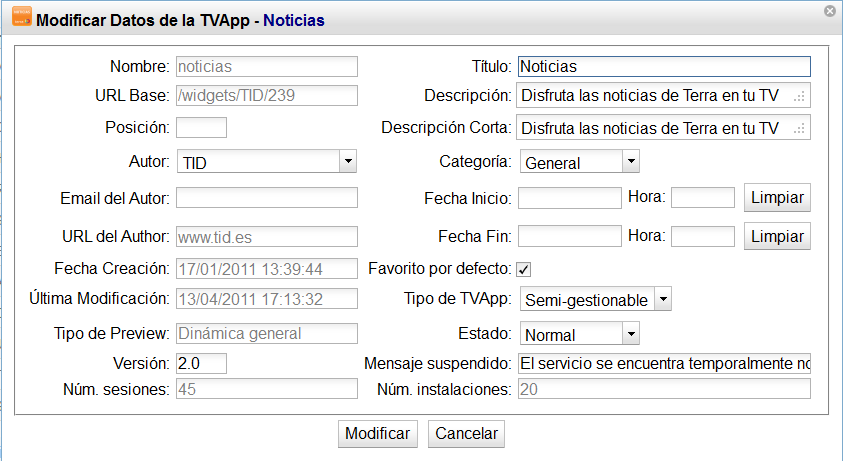 Modificar Datos de la TVApp - Noticias
Nombre: noticias Título: Noticias
URL Base: /widgets/TID/239 Descripción: Disfruta las noticias de Terra en tu TV
Posición: Descripción Corta: Disfruta las noticias de Terra en tu TV
Autor: TID Categoría: General
Email del Autor: Fecha Inicio: Hora: Limpiar
URL del Author: www.tid.es Fecha Fin: Hora: Limpiar
Fecha Creación: 17/01/2011 13:39:44 Favorito por defecto:
Última Modificación: 13/04/2011 17:13:32 Tipo de TVApp: Semi-gestionable
Tipo de Preview: Dinámica general Estado: Normal
Versión: 2.0 Mensaje suspendido: El servicio se encuentra temporalmente no
Núm. sesiones: 45 Núm. instalaciones: 20
Modificar Cancelar